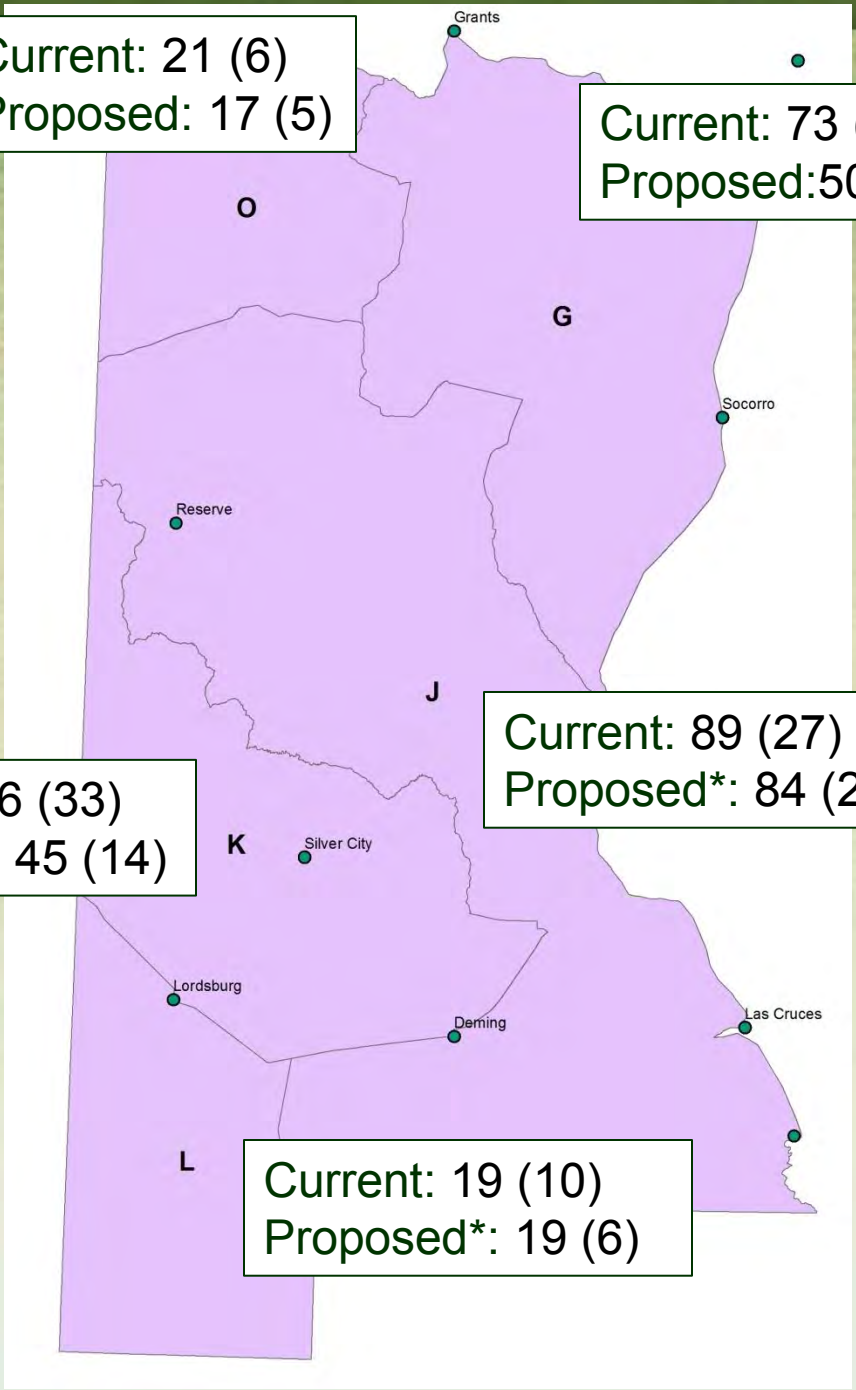 Grants
Current: 21 (6)
Proposed: 17 (5)
Current: 73
Proposed:50
O
G
Socorro
Reserve
J
Current: 89 (27)
Proposed*: 84 (2
6 (33)
45 (14)
K
Silver City
Lordsburg
Deming
Las Cruces
L
Current: 19 (10)
Proposed*: 19 (6)